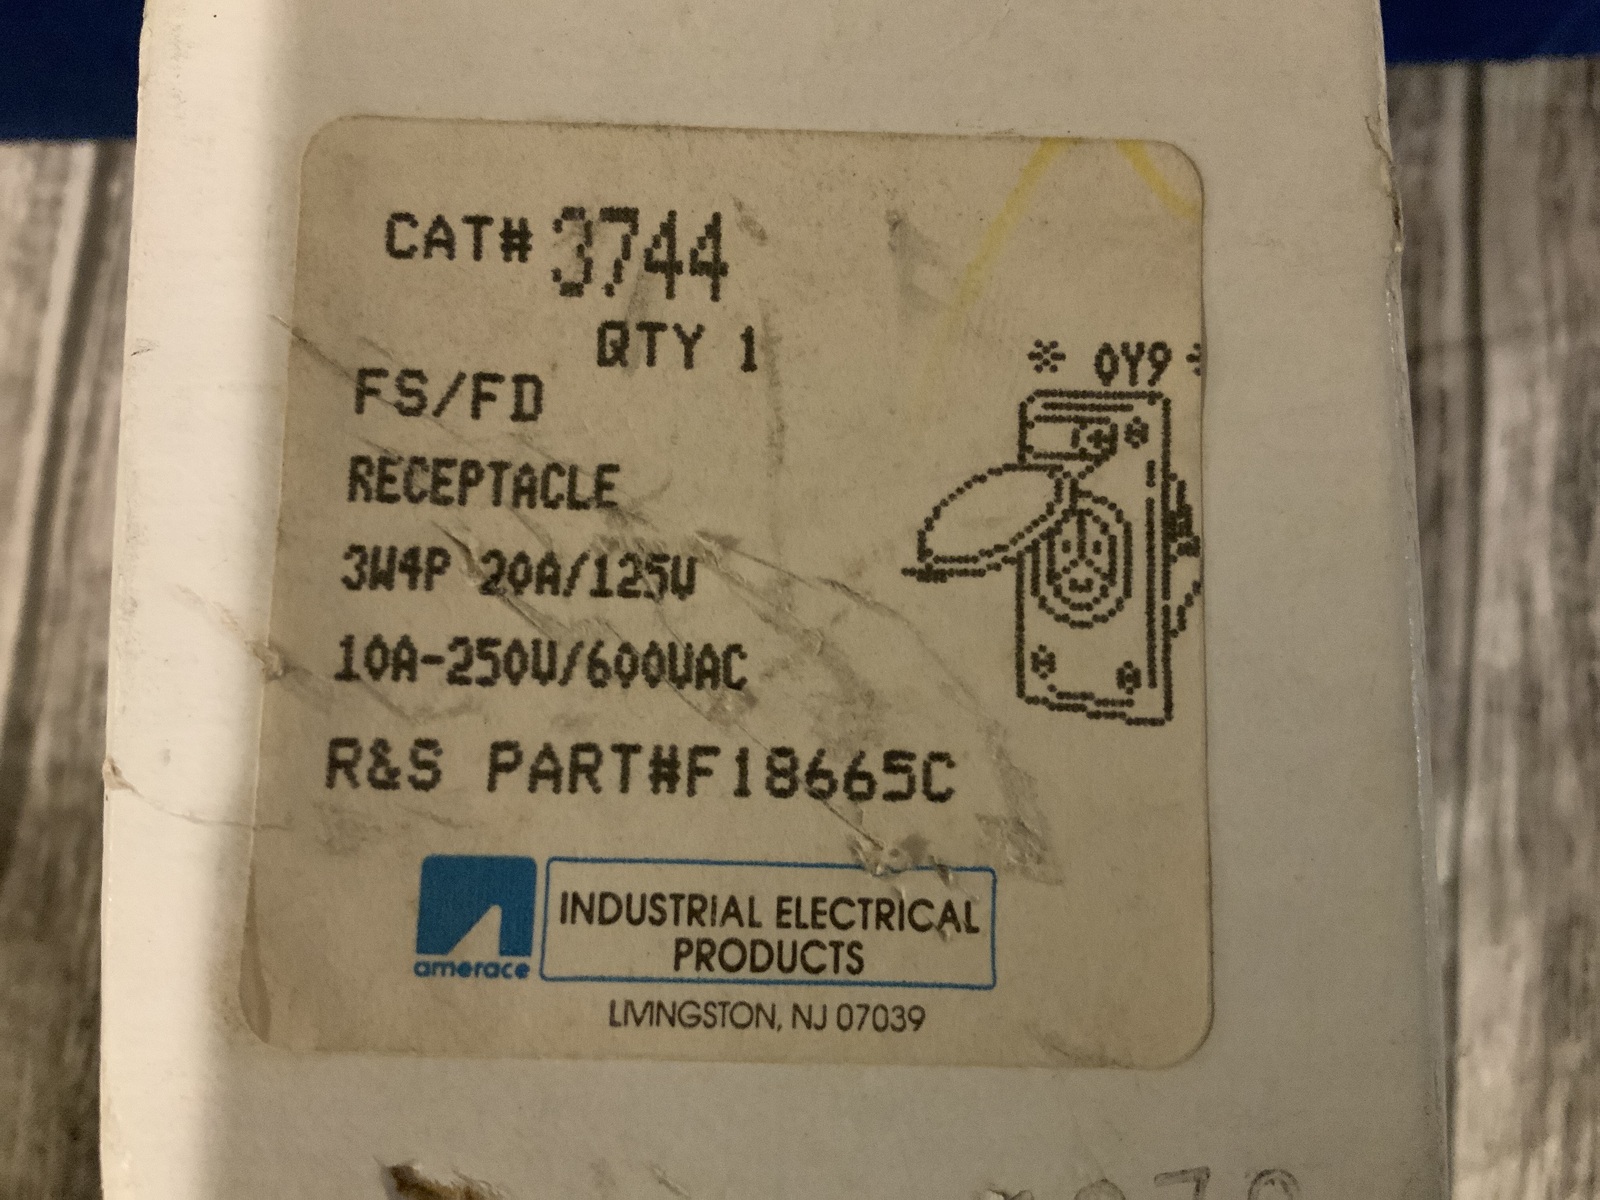 CAT# 3744
QTY 1
FS/FD
* OY9 *
RECEPTACLE
3W4P 20A/125V
10A-250V/600VAC
R&S PART#F18665C
amerace
INDUSTRIAL ELECTRICAL
PRODUCTS
LIVINGSTON, NJ 07039